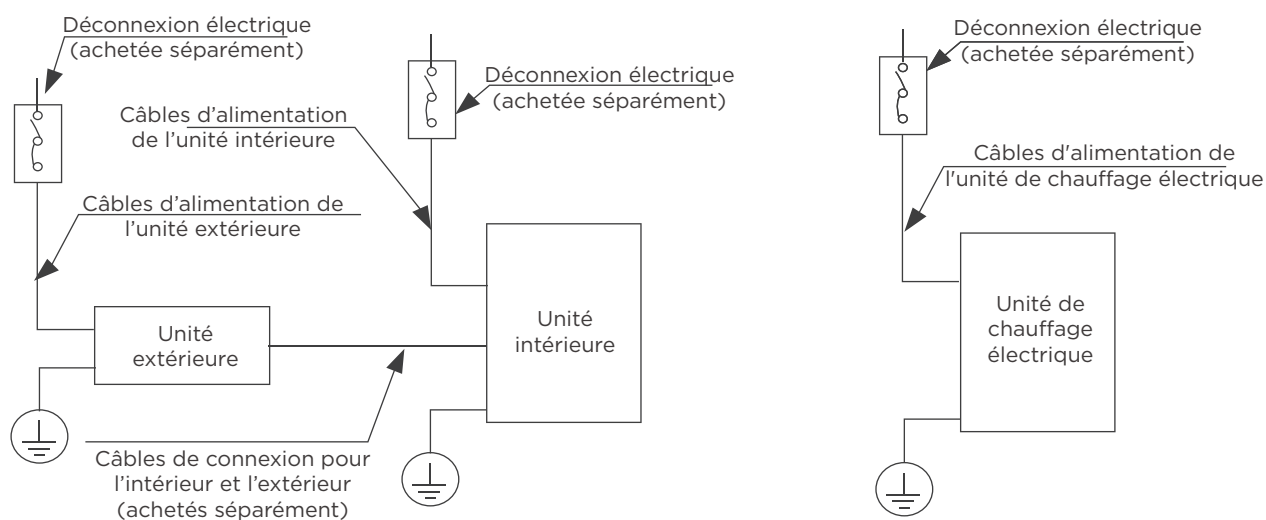 Déconnexion électrique
(achetée séparément)
Déconnexion électrique
(achetée séparément)
Câbles d’alimentation
de l’unité intérieure
Câbles d’alimentation de
l’unité extérieure
Unité
extérieure
Unité
intérieure
Câbles de connexion pour
l’intérieur et l’extérieur
(achetés séparément)
Déconnexion électrique
(achetée séparément)
Câbles d'alimentation de
l'unité de chauffage électrique
Unité de
chauffage
électrique